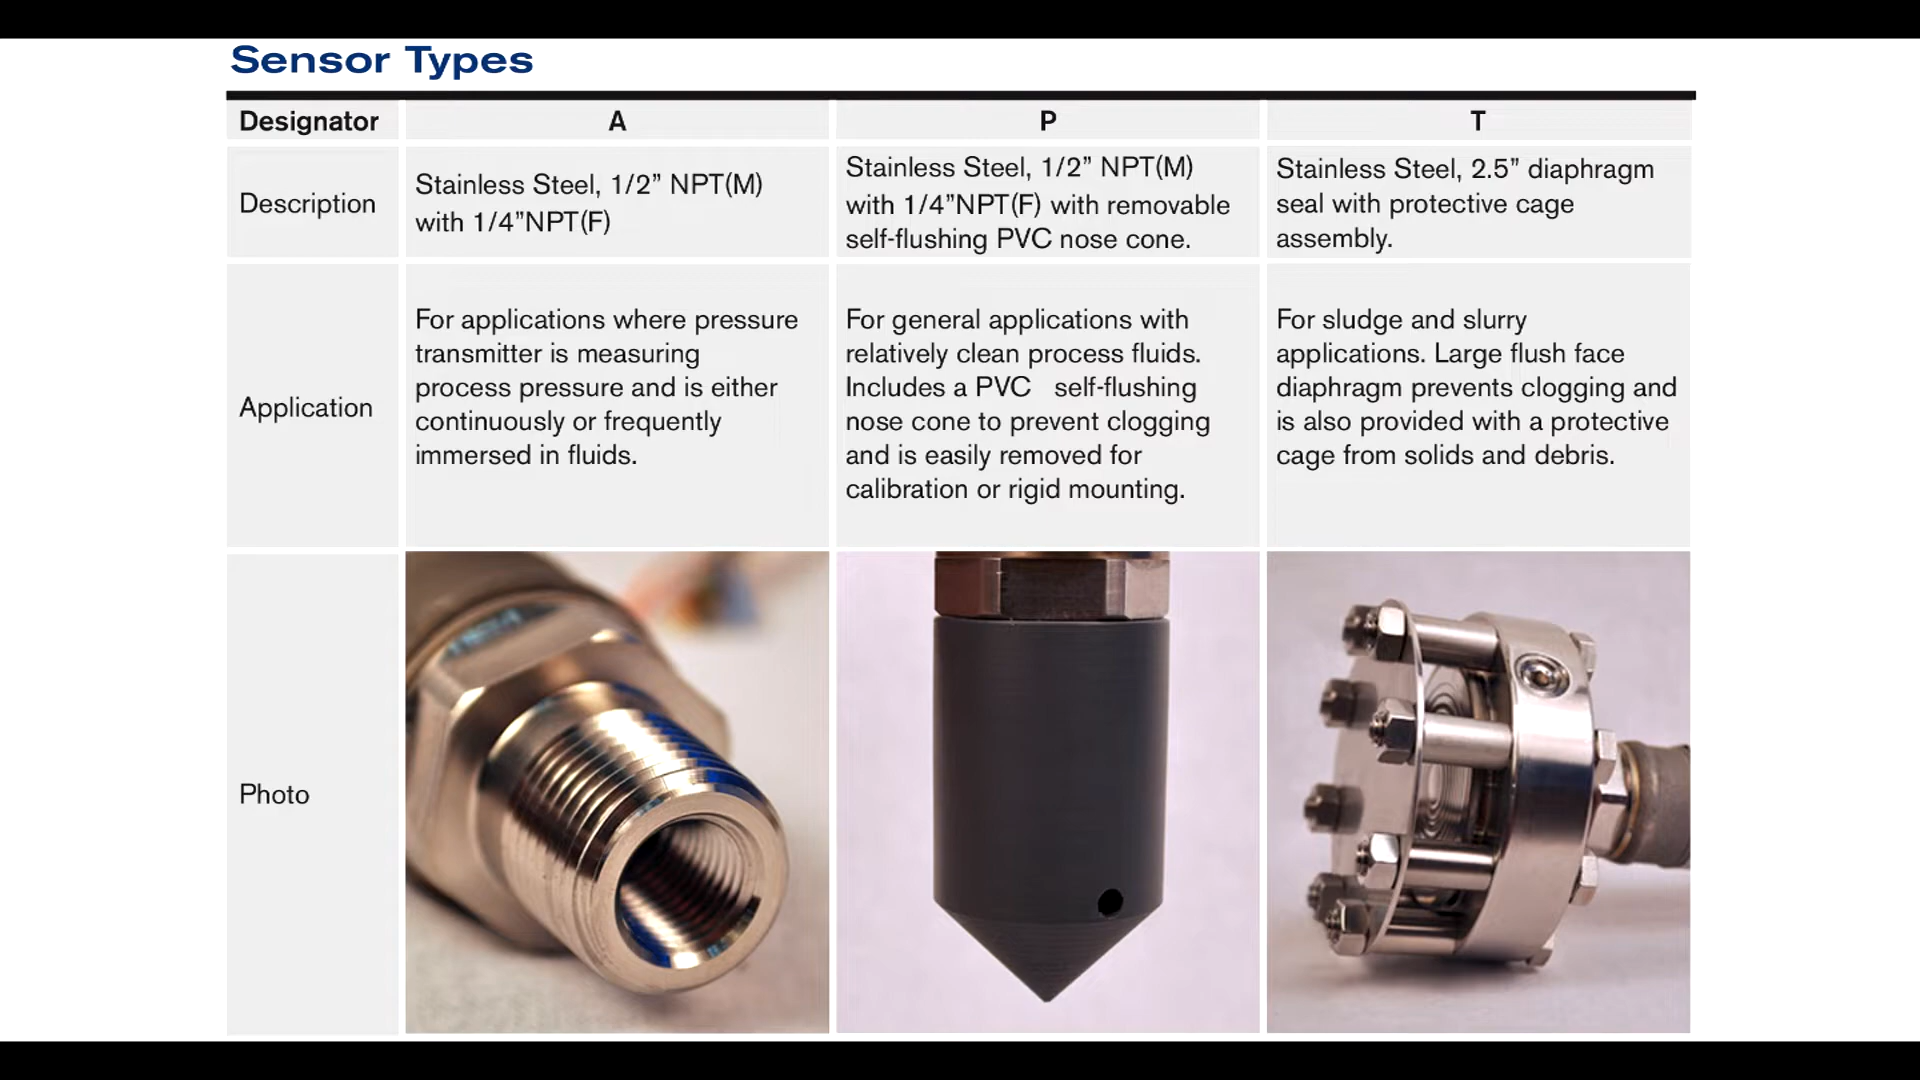 Sensor Types
Designator
A
P
T
Description
Stainless Steel, 1/2” NPT(M)
with 1/4”NPT(F)
Stainless Steel, 1/2” NPT(M)
with 1/4”NPT(F) with removable
self-flushing PVC nose cone.
Stainless Steel, 2.5” diaphragm
seal with protective cage
assembly.
Application
For applications where pressure
transmitter is measuring
process pressure and is either
continuously or frequently
immersed in fluids.
For general applications with
relatively clean process fluids.
Includes a PVC self-flushing
nose cone to prevent clogging
and is easily removed for
calibration or rigid mounting.
For sludge and slurry
applications. Large flush face
diaphragm prevents clogging and
is also provided with a protective
cage from solids and debris.
Photo